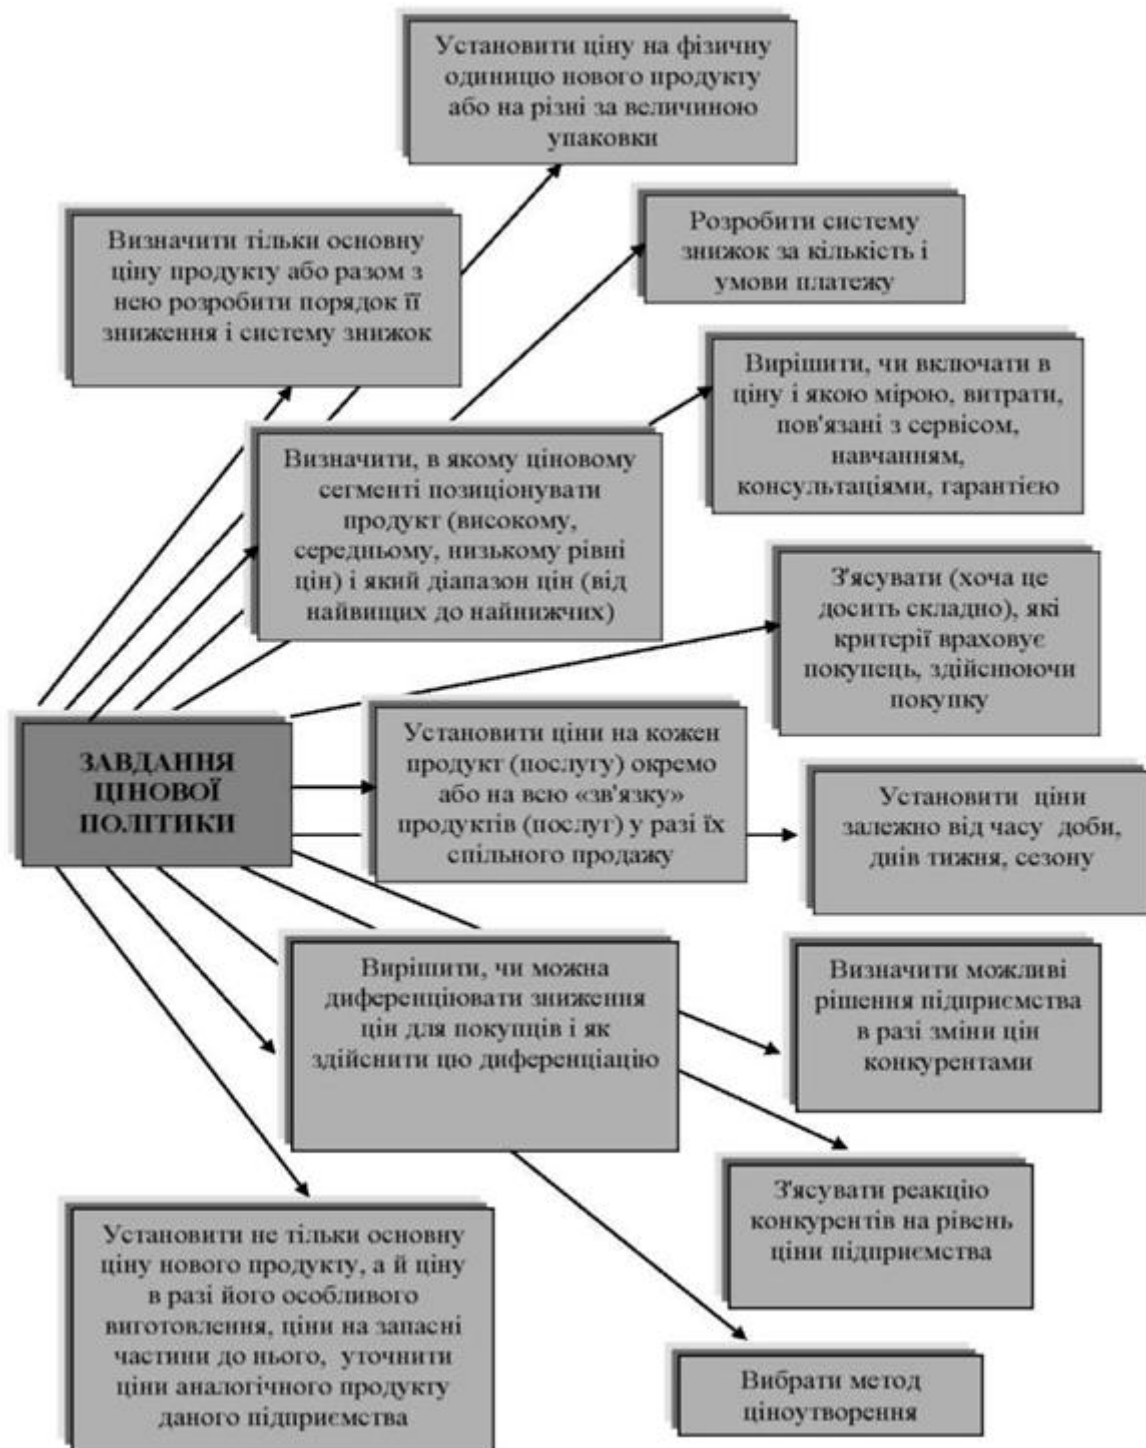 Установити ціну на фізичну
одиницю нового продукту
або на різні за величиною
упаковки
Розробити систему
знижок за кількість і
умови платежу
Визначити тільки основну
ціну продукту або разом з
нею розробити порядок її
зниження і систему знижок
Вирішити, чи включати в
ціну і якою мірою, витрати,
пов'язані з сервісом,
навчанням,
консультаціями, гарантією
Визначити, в якому ціновому
сегменті позиціонувати
продукт (високому,
середньому, низькому рівні
цін) і який діапазон цін (від
найвищих до найнижчих)
З'ясувати (хоча це
досить складно), які
критерії враховує
покупець, здійснюючи
покупку
ЗАВДАННЯ
ЦІНОВОЇ
ПОЛІТИКИ
Установити ціни на кожен
продукт (послугу) окремо
або на всю «зв'язку»
продуктів (послуг) у разі їх
спільного продажу
Установити ціни
залежно від часу доби,
днів тижня, сезону
Вирішити, чи можна
диференціювати зниження
цін для покупців і як
здійснити цю диференціацію
Визначити можливі
рішення підприємства
в разі зміни цін
конкурентами
З'ясувати реакцію
конкурентів на рівень
ціни підприємства
Установити не тільки основну
ціну нового продукту, а й ціну
в разі його особливого
виготовлення, ціни на запасні
частини до нього, уточнити
ціни аналогічного продукту
даного підприємства
Вибрати метод
ціноутворення